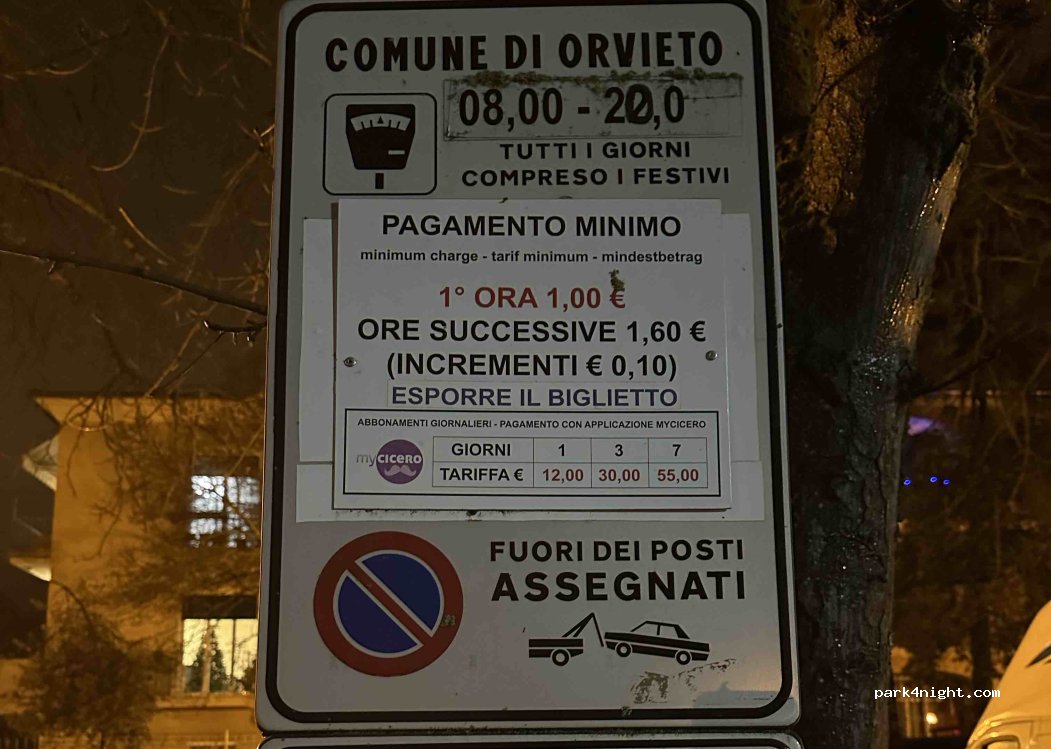 COMUNE DI ORVIETO
08,00 - 20,0
TUTTI I GIORNI
COMPRESO I FESTIVI
PAGAMENTO MINIMO
minimum charge - tarif minimum - mindestbetrag
1° ORA 1,00 €
ORE SUCCESSIVE 1,60 €
(INCREMENTI € 0,10)
ESPORRE IL BIGLIETTO
ABBONAMENTI GIORNALIERI - PAGAMENTO CON APPLICAZIONE MYCICERO
myCICERO
GIORNI 1 3 7
TARIFFA € 12,00 30,00 55,00
FUORI DEI POSTI
ASSEGNATI
park4night.com